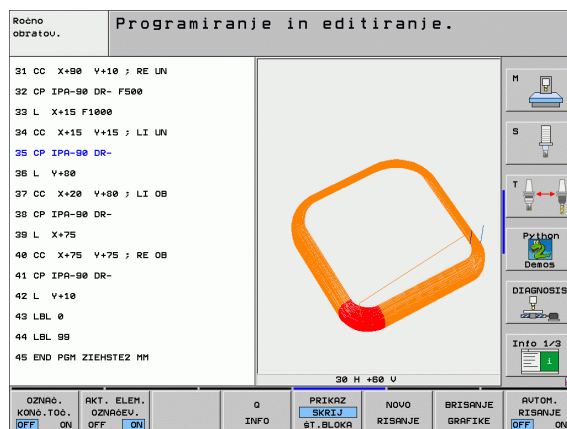 Ročno
obratov.
Programiranje in editiranje.
31 CC X+90 Y+10 ; RE UN
32 CP IPA-90 DR- F500
33 L X+15 F1000
34 CC X+15 Y+15 ; LI UN
35 CP IPA-90 DR-
36 L Y+80
37 CC X+20 Y+80 ; LI OB
38 CP IPA-90 DR-
39 L X+75
40 CC X+75 Y+75 ; RE OB
41 CP IPA-90 DR-
42 L Y+10
43 LBL 0
44 LBL 99
45 END PGM ZIEHSTE2 MM
30 H +60 V
M
S
T
Python
Demos
DIAGNOSIS
Info 1/3
i
OZNAč.
KONč.TOč.
OFF ON
AKT. ELEM.
OZNAčEV.
OFF ON
Q
INFO
PRIKAZ
SKRIJ
ŠT.BLOKA
NOVO
RISANJE
BRISANJE
GRAFIKE
AVTOM.
RISANJE
OFF ON